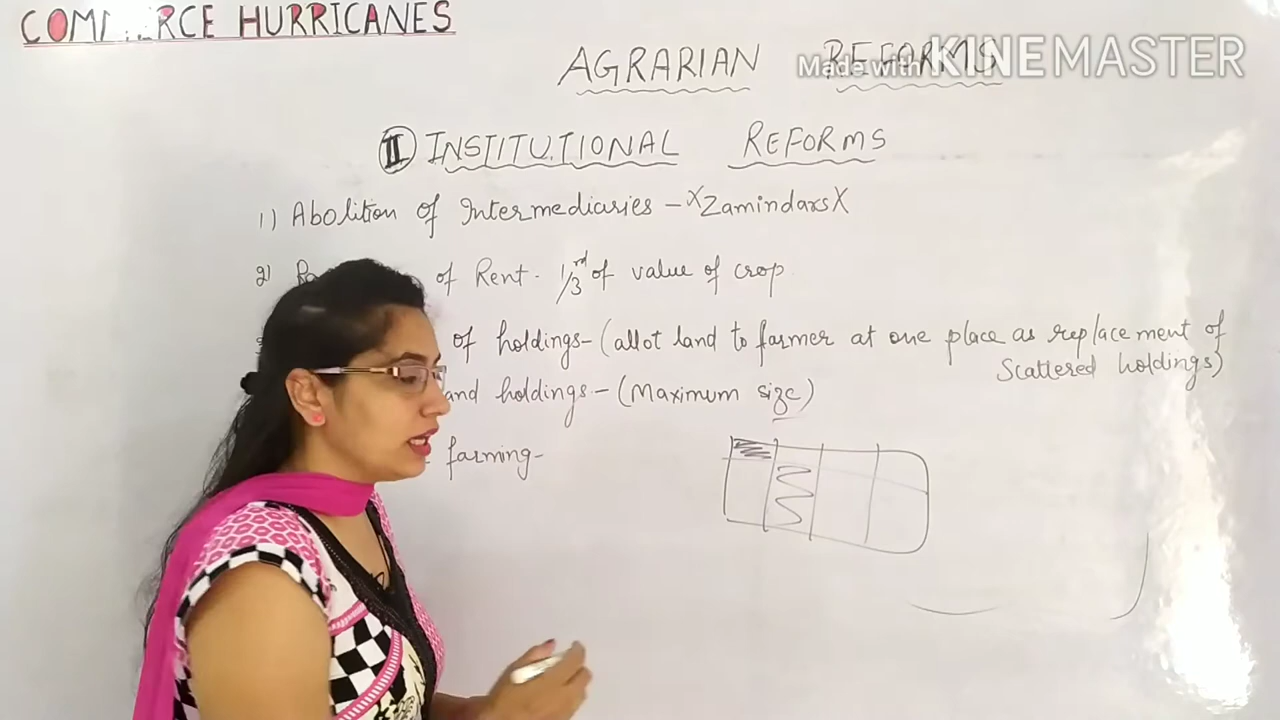 COMMERCE HURRICANES
AGRARIAN REFORMS
Made with KINEMASTER
II INSTITUTIONAL REFORMS
1) Abolition of Intermediaries - X Zamindars X
2) of Rent - 1/3rd of value of crop
of holdings - (allot land to farmer at one place as replacement of
Scattered holdings)
and holdings - (Maximum size)
farming -